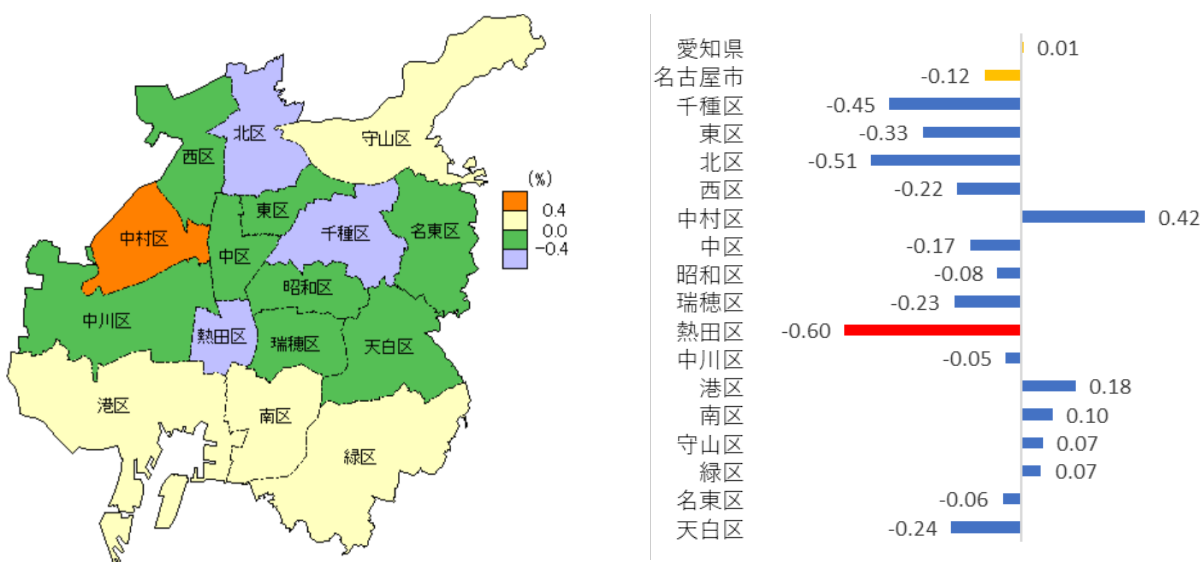 北区
守山区
西区
(%)
0.4
0.0
-0.4
東区
千種区
名東区
中村区
中区
昭和区
中川区
熱田区
瑞穂区
天白区
港区
南区
緑区
愛知県 0.01
名古屋市 -0.12
千種区 -0.45
東区 -0.33
北区 -0.51
西区 -0.22
中村区 0.42
中区 -0.17
昭和区 -0.08
瑞穂区 -0.23
熱田区 -0.60
中川区 -0.05
港区 0.18
南区 0.10
守山区 0.07
緑区 0.07
名東区 -0.06
天白区 -0.24